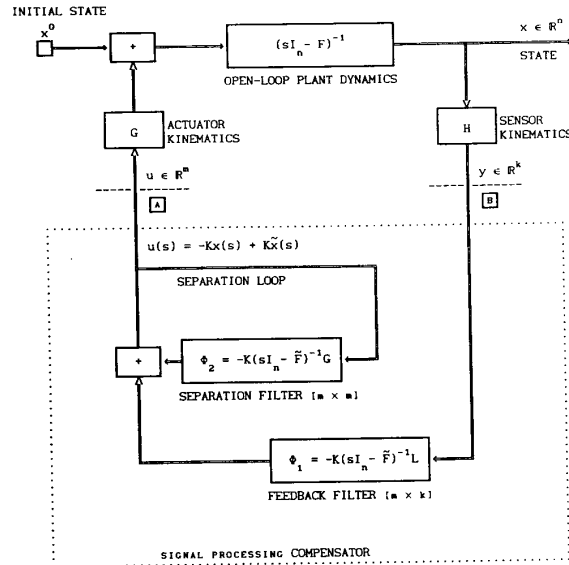 INITIAL STATE
x⁰
+
(sIₙ - F)⁻¹
x ∈ ℝⁿ
STATE
OPEN-LOOP PLANT DYNAMICS
G
ACTUATOR
KINEMATICS
H
SENSOR
KINEMATICS
u ∈ ℝᵐ
y ∈ ℝᵏ
A
B
u(s) = -Kx(s) + Kx̃(s)
SEPARATION LOOP
+
Φ₂ = -K(sIₙ - F̃)⁻¹G
SEPARATION FILTER [m × m]
Φ₁ = -K(sIₙ - F̃)⁻¹L
FEEDBACK FILTER [m × k]
SIGNAL PROCESSING COMPENSATOR